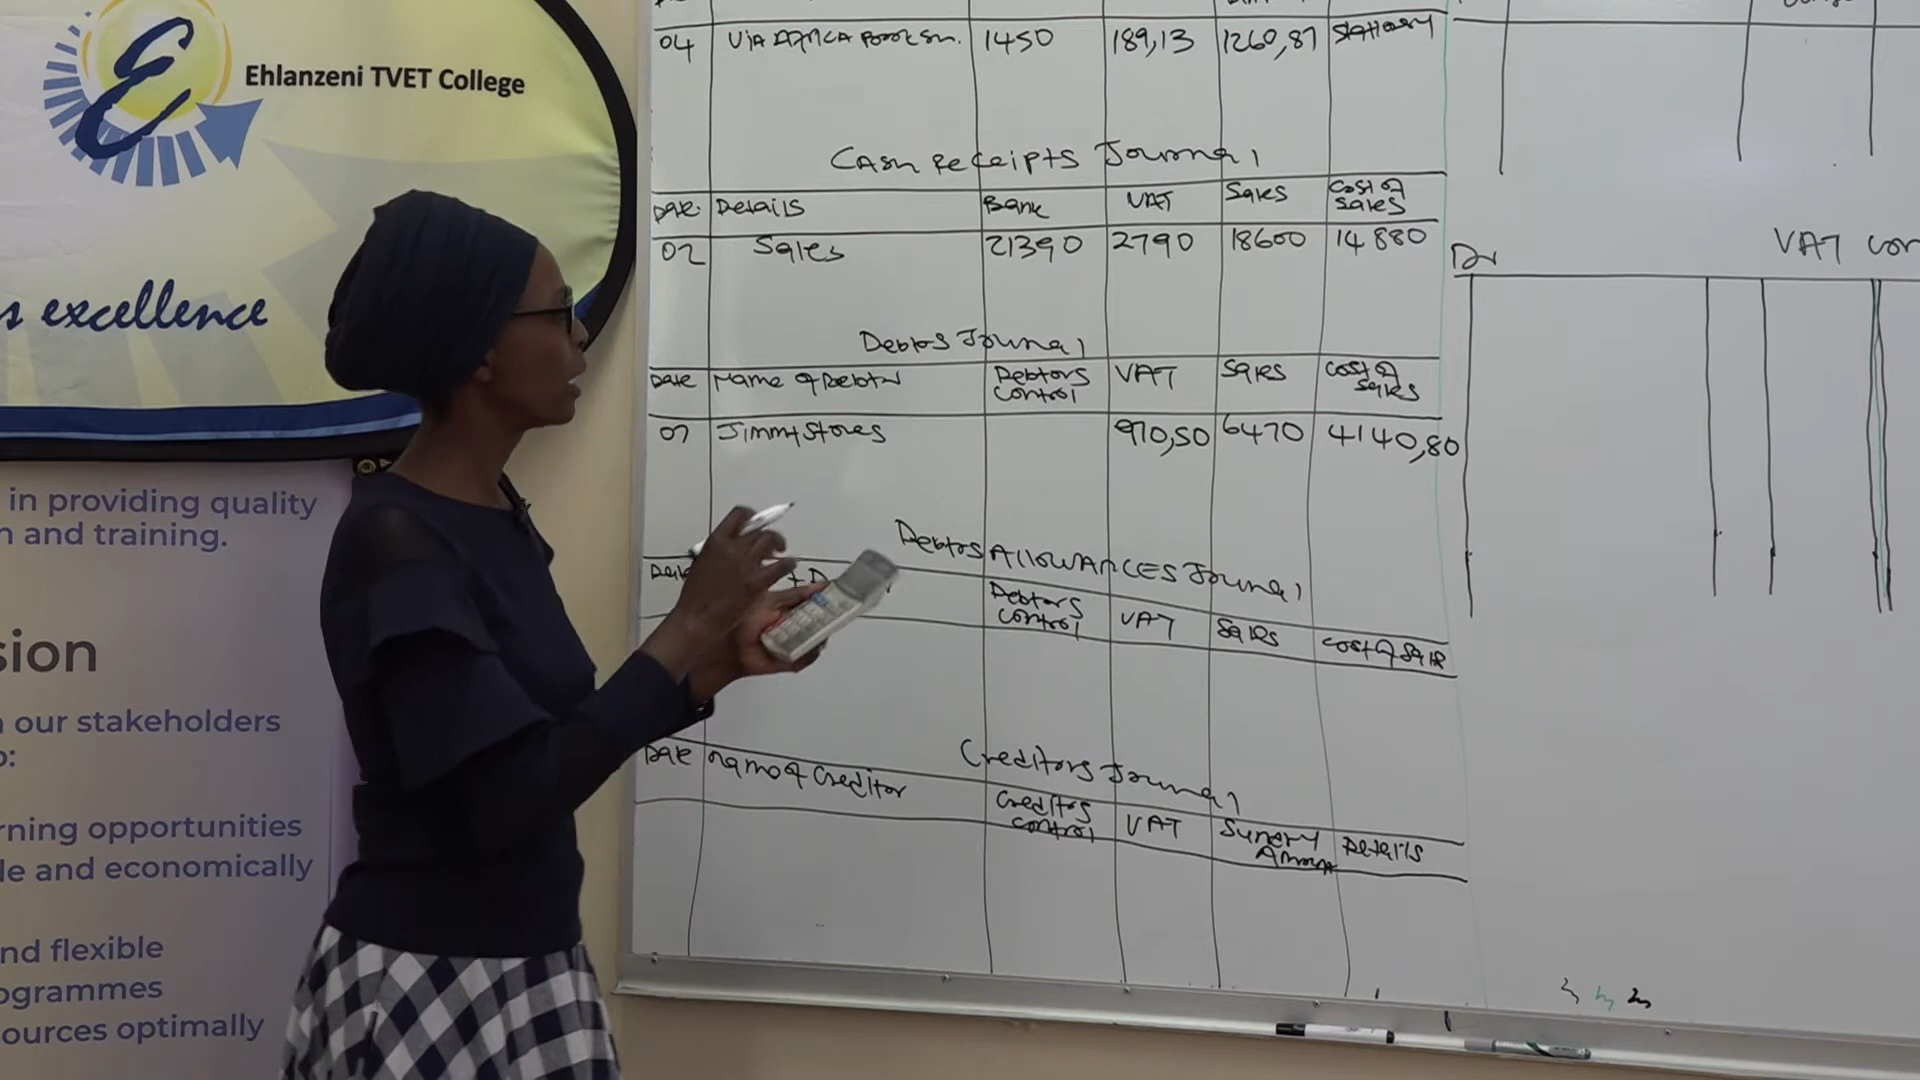 Ehlanzeni TVET College
s excellence
in providing quality
n and training.
sion
our stakeholders
o:
rning opportunities
le and economically
nd flexible
ogrammes
ources optimally
04 1450 189,13 1260,87 stationery
Cash Receipts Journal
Date Details Bank VAT Sales Cost of Sales
02 Sales 21390 2790 18600 14880
Debtors Journal
Date Name of Debtor Debtors Control VAT Sales Cost of Sales
07 Jimmy Stores 970,50 6470 4140,80
Debtors Allowances Journal
Debtors Control VAT Sales Cost of Sales
Creditors Journal
Date Name of Creditor Creditors Control VAT Sundry Amount Details
Dr VAT con